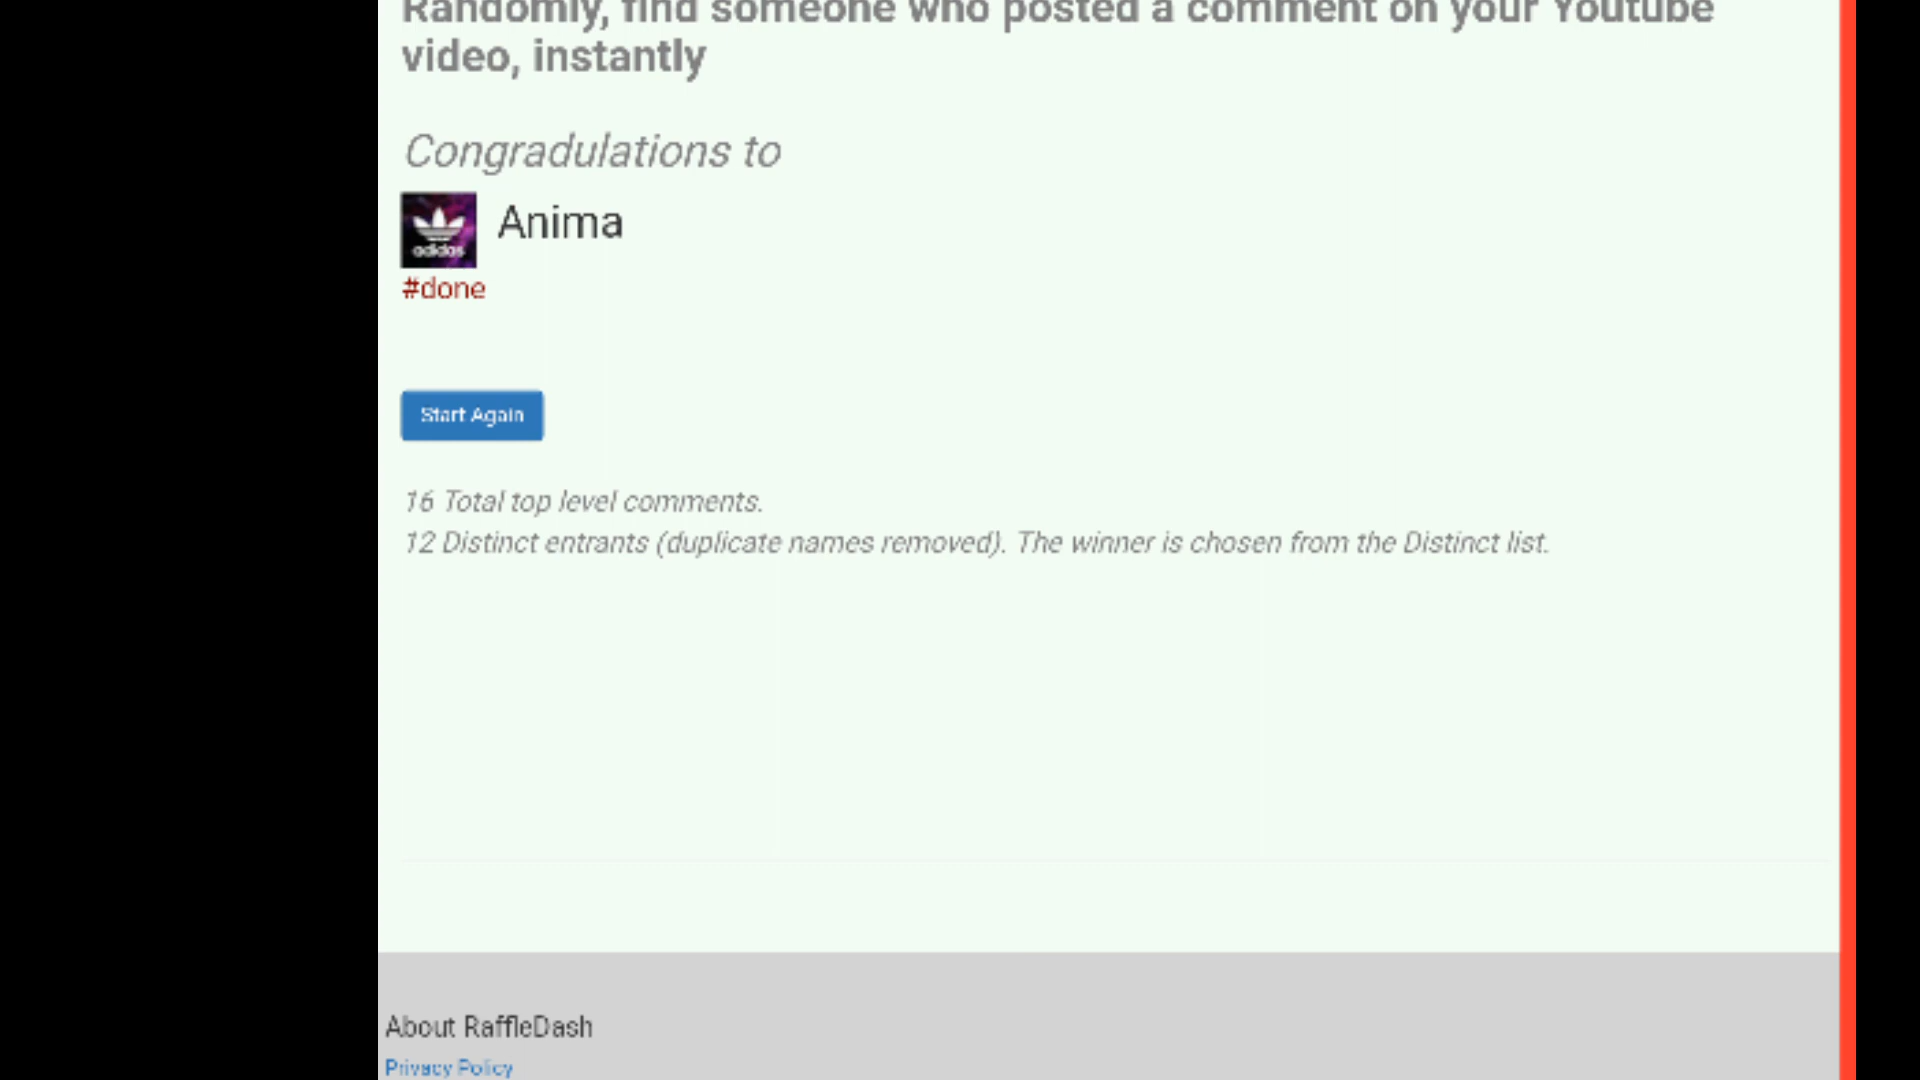 Randomly, find someone who posted a comment on your Youtube
video, instantly
Congradulations to
Anima
adidas
#done
Start Again
16 Total top level comments.
12 Distinct entrants (duplicate names removed). The winner is chosen from the Distinct list.
About RaffleDash
Privacy Policy